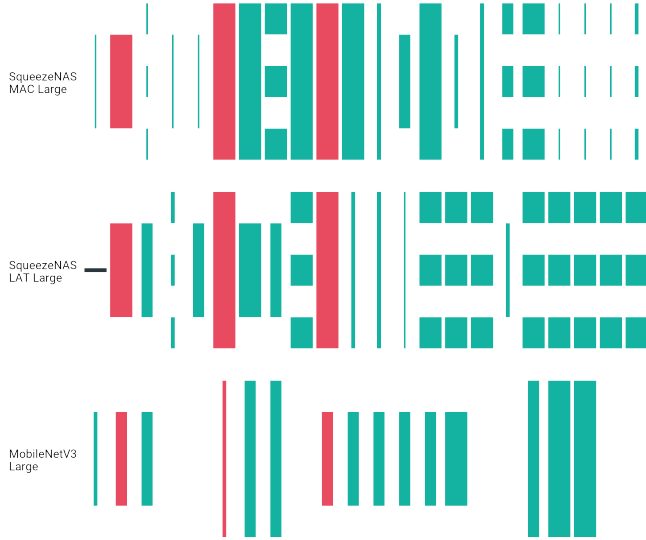 SqueezeNAS
MAC Large
SqueezeNAS
LAT Large
MobileNetV3
Large